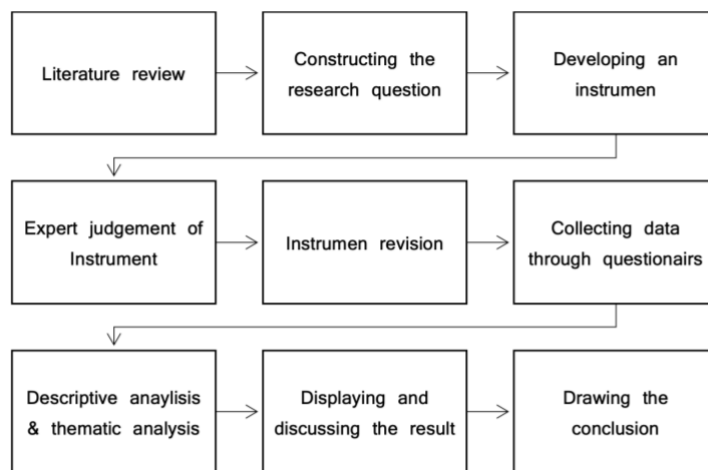 Literature review
Constructing the
research question
Developing an
instrumen
Expert judgement of
Instrument
Instrumen revision
Collecting data
through questionairs
Descriptive anaylisis
& thematic analysis
Displaying and
discussing the result
Drawing the
conclusion